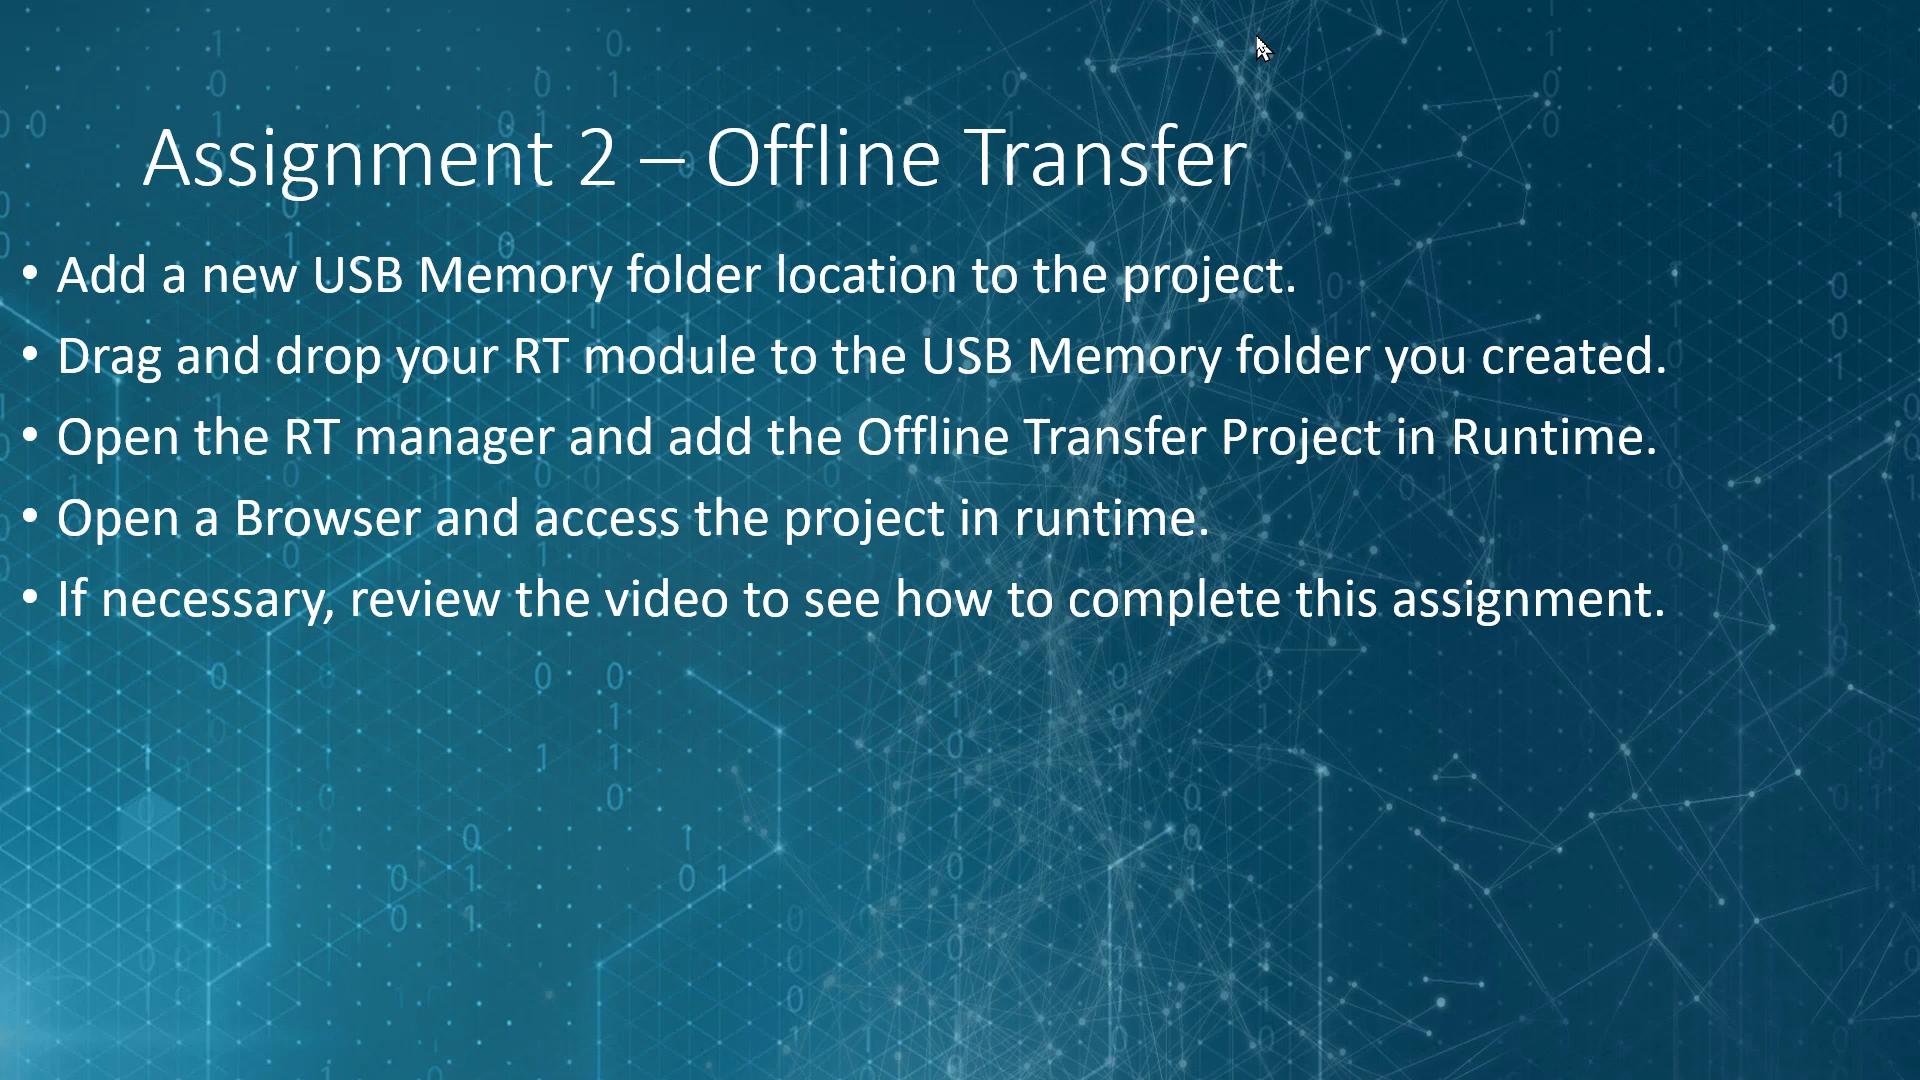 Assignment 2 – Offline Transfer
• Add a new USB Memory folder location to the project.
• Drag and drop your RT module to the USB Memory folder you created.
• Open the RT manager and add the Offline Transfer Project in Runtime.
• Open a Browser and access the project in runtime.
• If necessary, review the video to see how to complete this assignment.